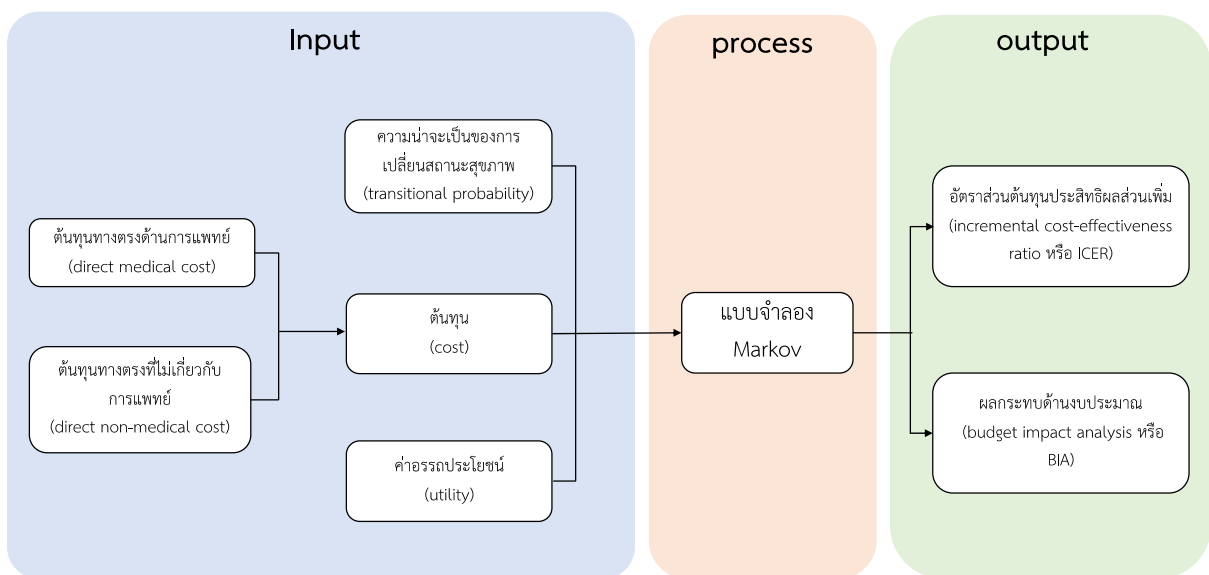 Input
process
output
ความน่าจะเป็นของการ
เปลี่ยนสถานะสุขภาพ
(transitional probability)
ต้นทุนทางตรงด้านการแพทย์
(direct medical cost)
ต้นทุน
(cost)
ต้นทุนทางตรงที่ไม่เกี่ยวกับ
การแพทย์
(direct non-medical cost)
ค่าอรรถประโยชน์
(utility)
แบบจำลอง
Markov
อัตราส่วนต้นทุนประสิทธิผลส่วนเพิ่ม
(incremental cost-effectiveness
ratio หรือ ICER)
ผลกระทบด้านงบประมาณ
(budget impact analysis หรือ
BIA)